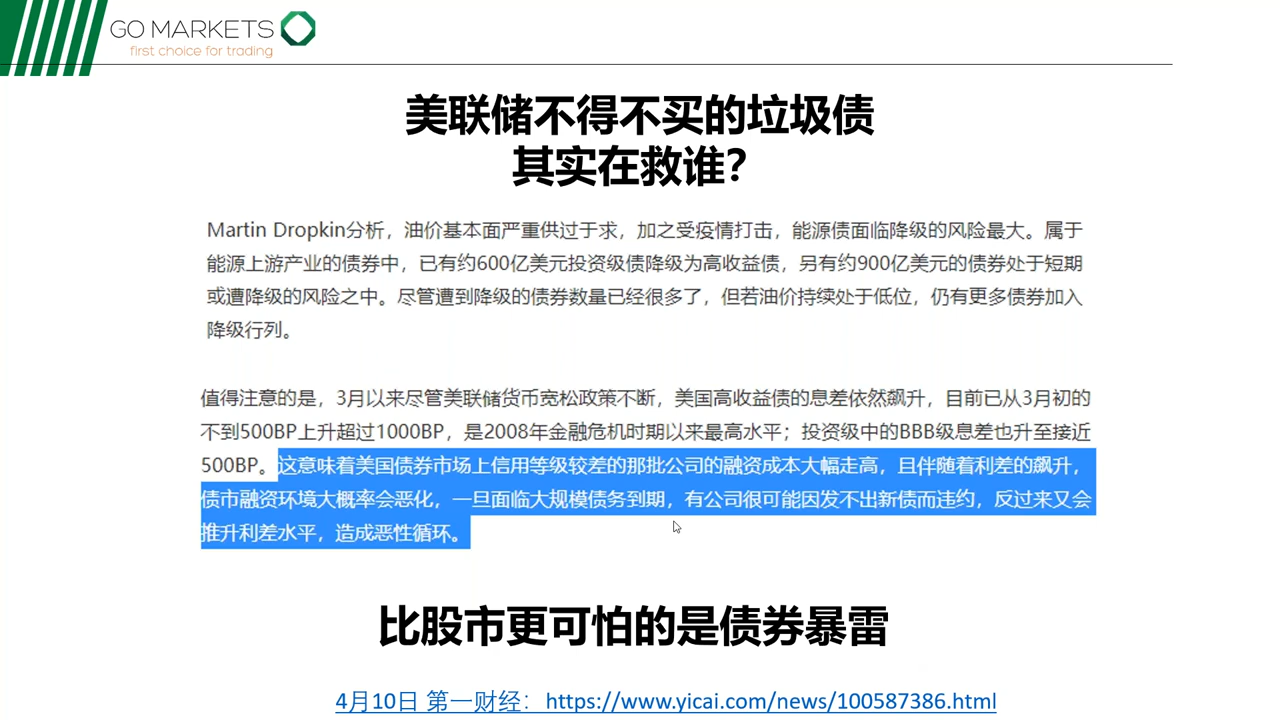 GO MARKETS
first choice for trading
美联储不得不买的垃圾债
其实在救谁？
Martin Dropkin分析，油价基本面严重供过于求，加之受疫情打击，能源债面临降级的风险最大。属于
能源上游产业的债券中，已有约600亿美元投资级债降级为高收益债，另有约900亿美元的债券处于短期
或遭降级的风险之中。尽管遭到降级的债券数量已经很多了，但若油价持续处于低位，仍有更多债券加入
降级行列。
值得注意的是，3月以来尽管美联储货币宽松政策不断，美国高收益债的息差依然飙升，目前已从3月初的
不到500BP上升超过1000BP，是2008年金融危机时期以来最高水平；投资级中的BBB级息差也升至接近
500BP。这意味着美国债券市场上信用等级较差的那批公司的融资成本大幅走高，且伴随着利差的飙升，
债市融资环境大概率会恶化，一旦面临大规模债务到期，有公司很可能因发不出新债而违约，反过来又会
推升利差水平，造成恶性循环。
比股市更可怕的是债券暴雷
4月10日 第一财经：https://www.yicai.com/news/100587386.html